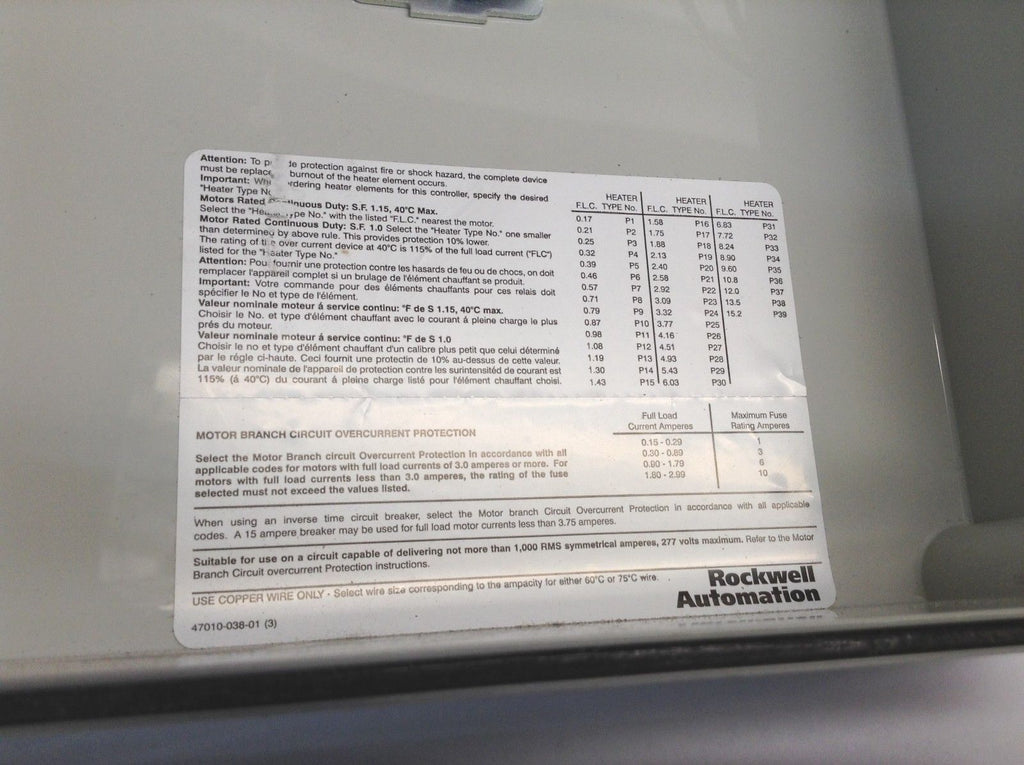 Attention: To p de protection against fire or shock hazard, the complete device
must be replac burnout of the heater element occurs.
Important: Wh rdering heater elements for this controller, specify the desired
"Heater Type N
Motors Rated nuous Duty: S.F. 1.15, 40°C Max.
Select the "He ype No." with the listed "F.L.C." nearest the motor.
Motor Rated Continuous Duty: S.F. 1.0 Select the "Heater Type No." one smaller
than determined by above rule. This provides protection 10% lower.
The rating of t e over current device at 40°C is 115% of the full load current ("FLC")
listed for the "H eater Type No."
Attention: Pou fournir une protection contre les hasards de feu ou de chocs, on doit
remplacer l'appareil complet si un brulage de l'élément chauffant se produit.
Important: Votre commande pour des éléments chauffants pour ces relais doit
spécifier le No et type de l'élément.
Valeur nominale moteur á service continu: °F de S 1.15, 40°C max.
Choisir le No. et type d'élément chauffant avec le courant á pleine charge le plus
prés du moteur.
Valeur nominale moteur á service continu: °F de S 1.0
Choisir le no et type d'élément chauffant d'un calibre plus petit que celui déterminé
par le régle ci-haute. Ceci fournit une protectin de 10% au-dessus de cette valeur.
La valeur nominale de l'appareil de protection contre les surintensitéd de courant est
115% (á 40°C) du courant á pleine charge listé pour l'élément chauffant choisi.
HEATER HEATER HEATER
F.L.C. TYPE No. F.L.C. TYPE No. F.L.C. TYPE No.
0.17 P1 1.58 P16 6.83 P31
0.21 P2 1.75 P17 7.72 P32
0.25 P3 1.88 P18 8.24 P33
0.32 P4 2.13 P19 8.90 P34
0.39 P5 2.40 P20 9.60 P35
0.46 P6 2.58 P21 10.8 P36
0.57 P7 2.92 P22 12.0 P37
0.71 P8 3.09 P23 13.5 P38
0.79 P9 3.32 P24 15.2 P39
0.87 P10 3.77 P25
0.98 P11 4.16 P26
1.08 P12 4.51 P27
1.19 P13 4.93 P28
1.30 P14 5.43 P29
1.43 P15 6.03 P30
MOTOR BRANCH CIRCUIT OVERCURRENT PROTECTION
Select the Motor Branch circuit Overcurrent Protection in accordance with all
applicable codes for motors with full load currents of 3.0 amperes or more. For
motors with full load currents less than 3.0 amperes, the rating of the fuse
selected must not exceed the values listed.
Full Load Maximum Fuse
Current Amperes Rating Amperes
0.15 - 0.29 1
0.30 - 0.89 3
0.90 - 1.79 6
1.80 - 2.99 10
When using an inverse time circuit breaker, select the Motor branch Circuit Overcurrent Protection in accordance with all applicable
codes. A 15 ampere breaker may be used for full load motor currents less than 3.75 amperes.
Suitable for use on a circuit capable of delivering not more than 1,000 RMS symmetrical amperes, 277 volts maximum. Refer to the Motor
Branch Circuit overcurrent Protection instructions.
USE COPPER WIRE ONLY - Select wire size corresponding to the ampacity for either 60°C or 75°C wire.
Rockwell
Automation
47010-038-01 (3)